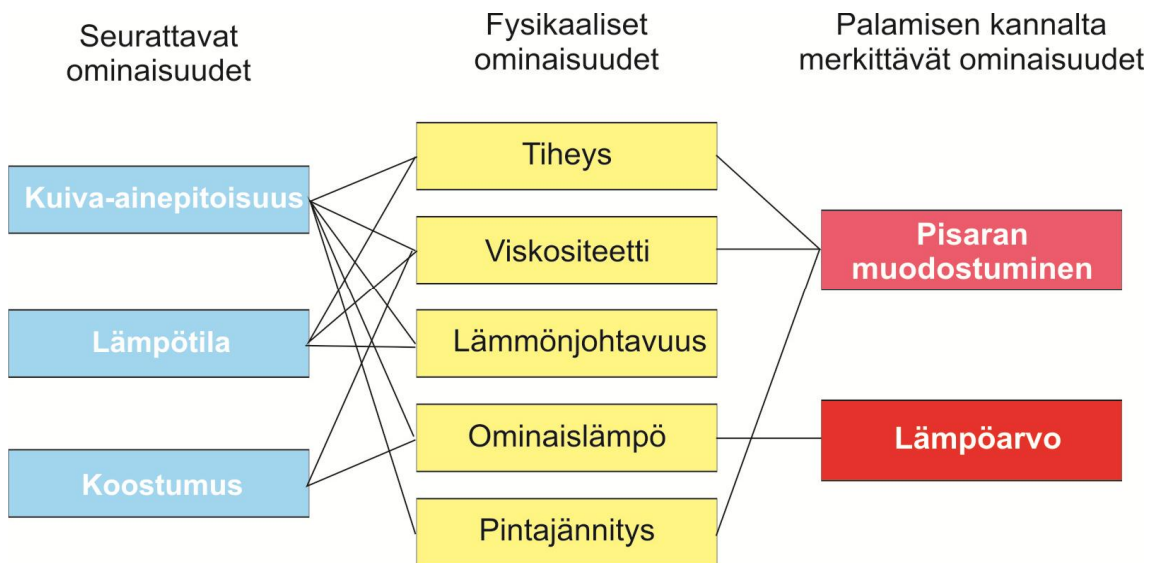 Seurattavat
ominaisuudet
Fysikaaliset
ominaisuudet
Palamisen kannalta
merkittävät ominaisuudet
Kuiva-ainepitoisuus
Lämpötila
Koostumus
Tiheys
Viskositeetti
Lämmönjohtavuus
Ominaislämpö
Pintajännitys
Pisaran
muodostuminen
Lämpöarvo